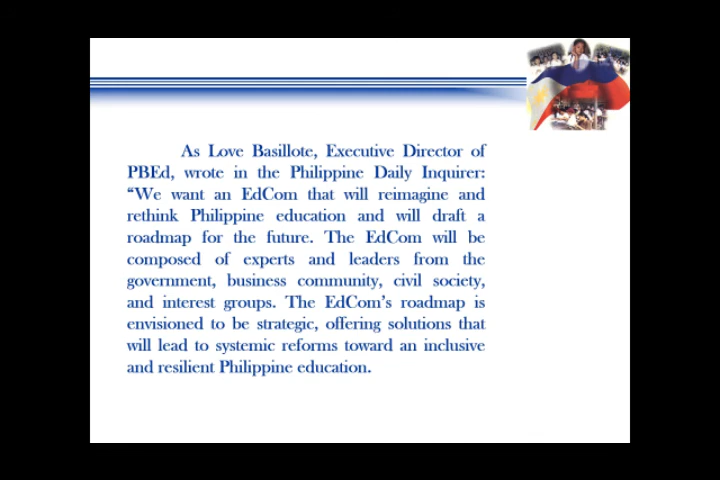 As Love Basillote, Executive Director of
PBEd, wrote in the Philippine Daily Inquirer:
“We want an EdCom that will reimagine and
rethink Philippine education and will draft a
roadmap for the future. The EdCom will be
composed of experts and leaders from the
government, business community, civil society,
and interest groups. The EdCom’s roadmap is
envisioned to be strategic, offering solutions that
will lead to systemic reforms toward an inclusive
and resilient Philippine education.